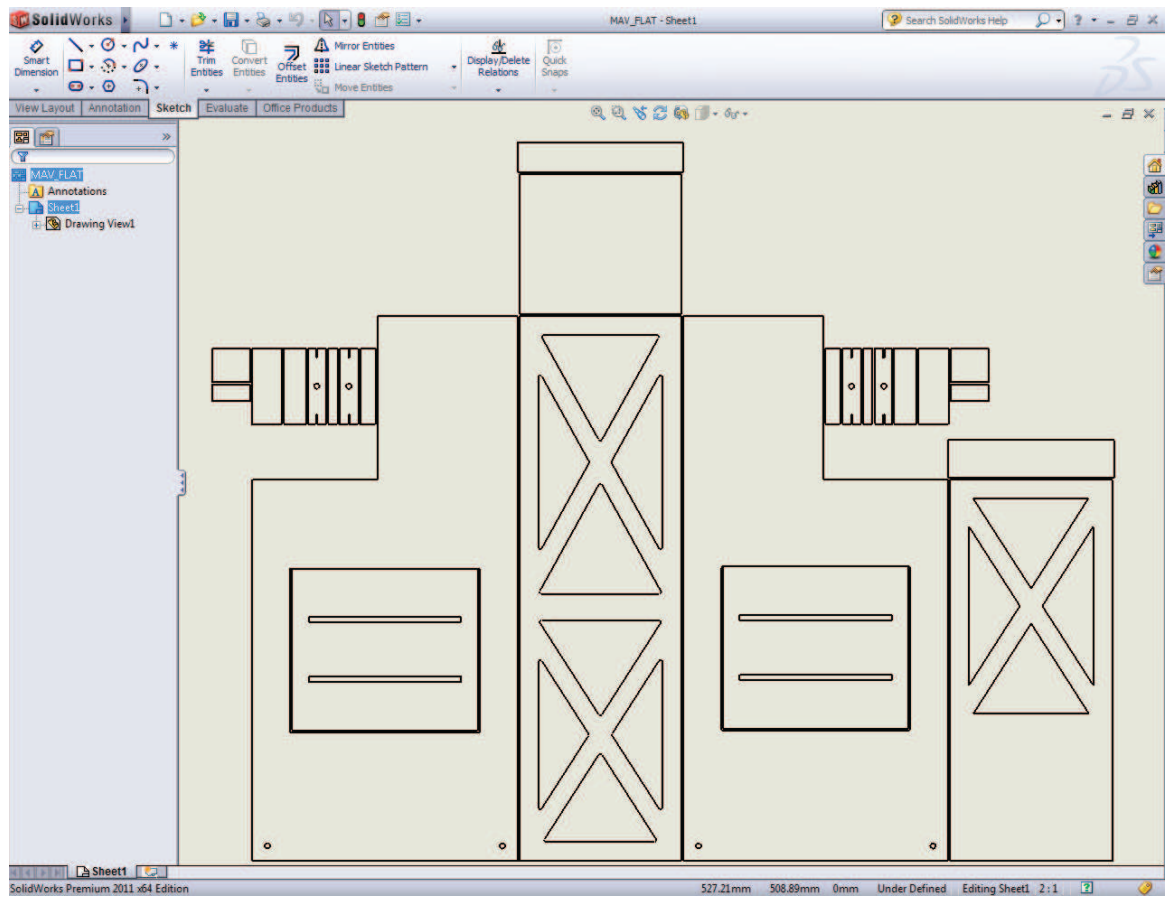 SolidWorks
MAV_FLAT - Sheet1
Search SolidWorks Help
Smart Dimension
Trim Entities
Convert Entities
Offset Entities
Mirror Entities
Linear Sketch Pattern
Move Entities
Display/Delete Relations
Quick Snaps
View Layout Annotation Sketch Evaluate Office Products
MAV_FLAT
Annotations
Sheet1
Drawing View1
Sheet1
SolidWorks Premium 2011 x64 Edition 527.21mm 508.89mm 0mm Under Defined Editing Sheet1 2 : 1